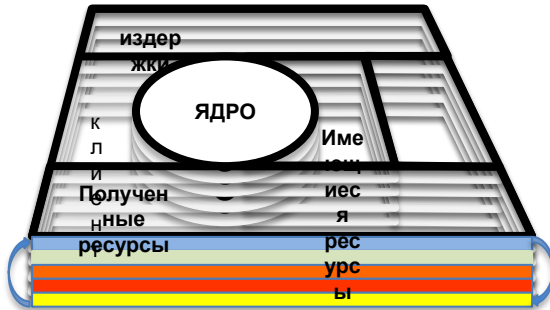 издер
жки
ЯДРО
к
л
и
е
н
т
Име
ющ
иес
я
рес
урс
ы
Получен
ные
ресурсы